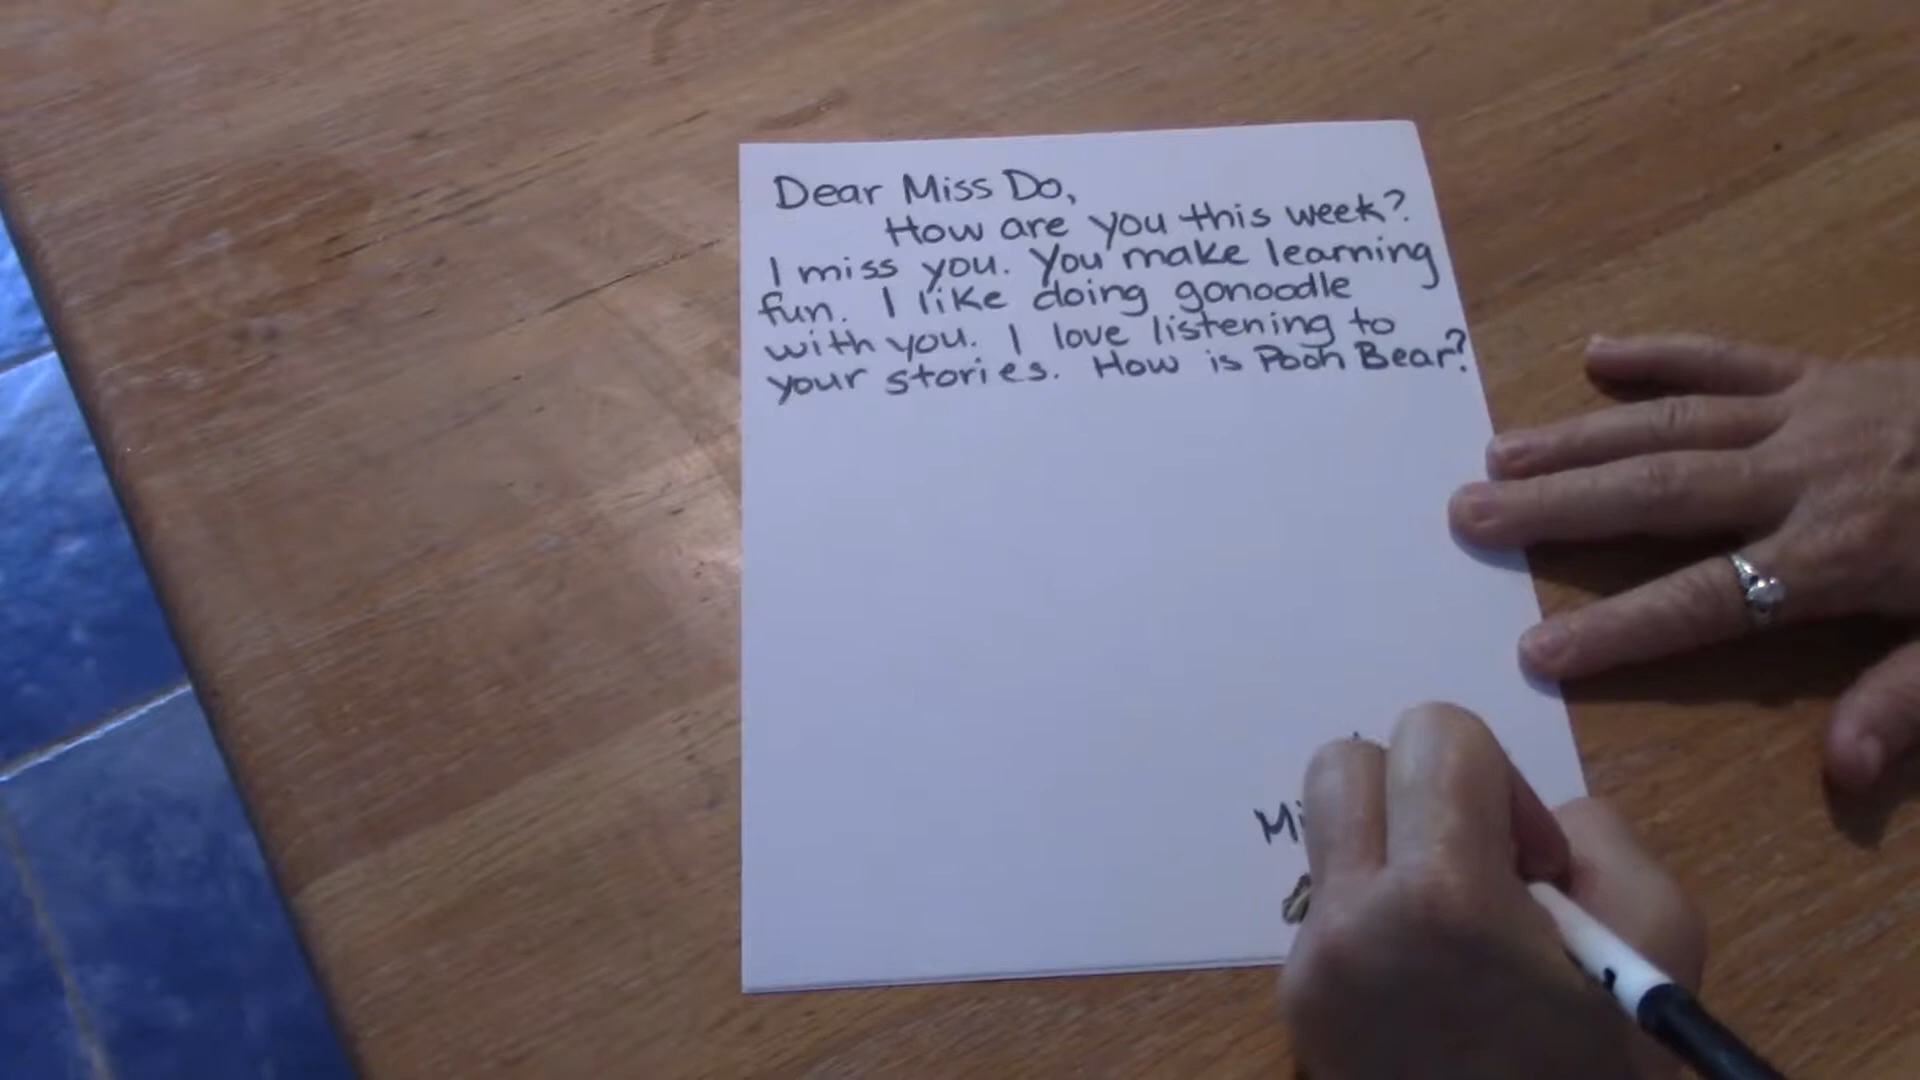 Dear Miss Do,
How are you this week?
I miss you. You make learning
fun. I like doing gonoodle
with you. I love listening to
your stories. How is Pooh Bear?